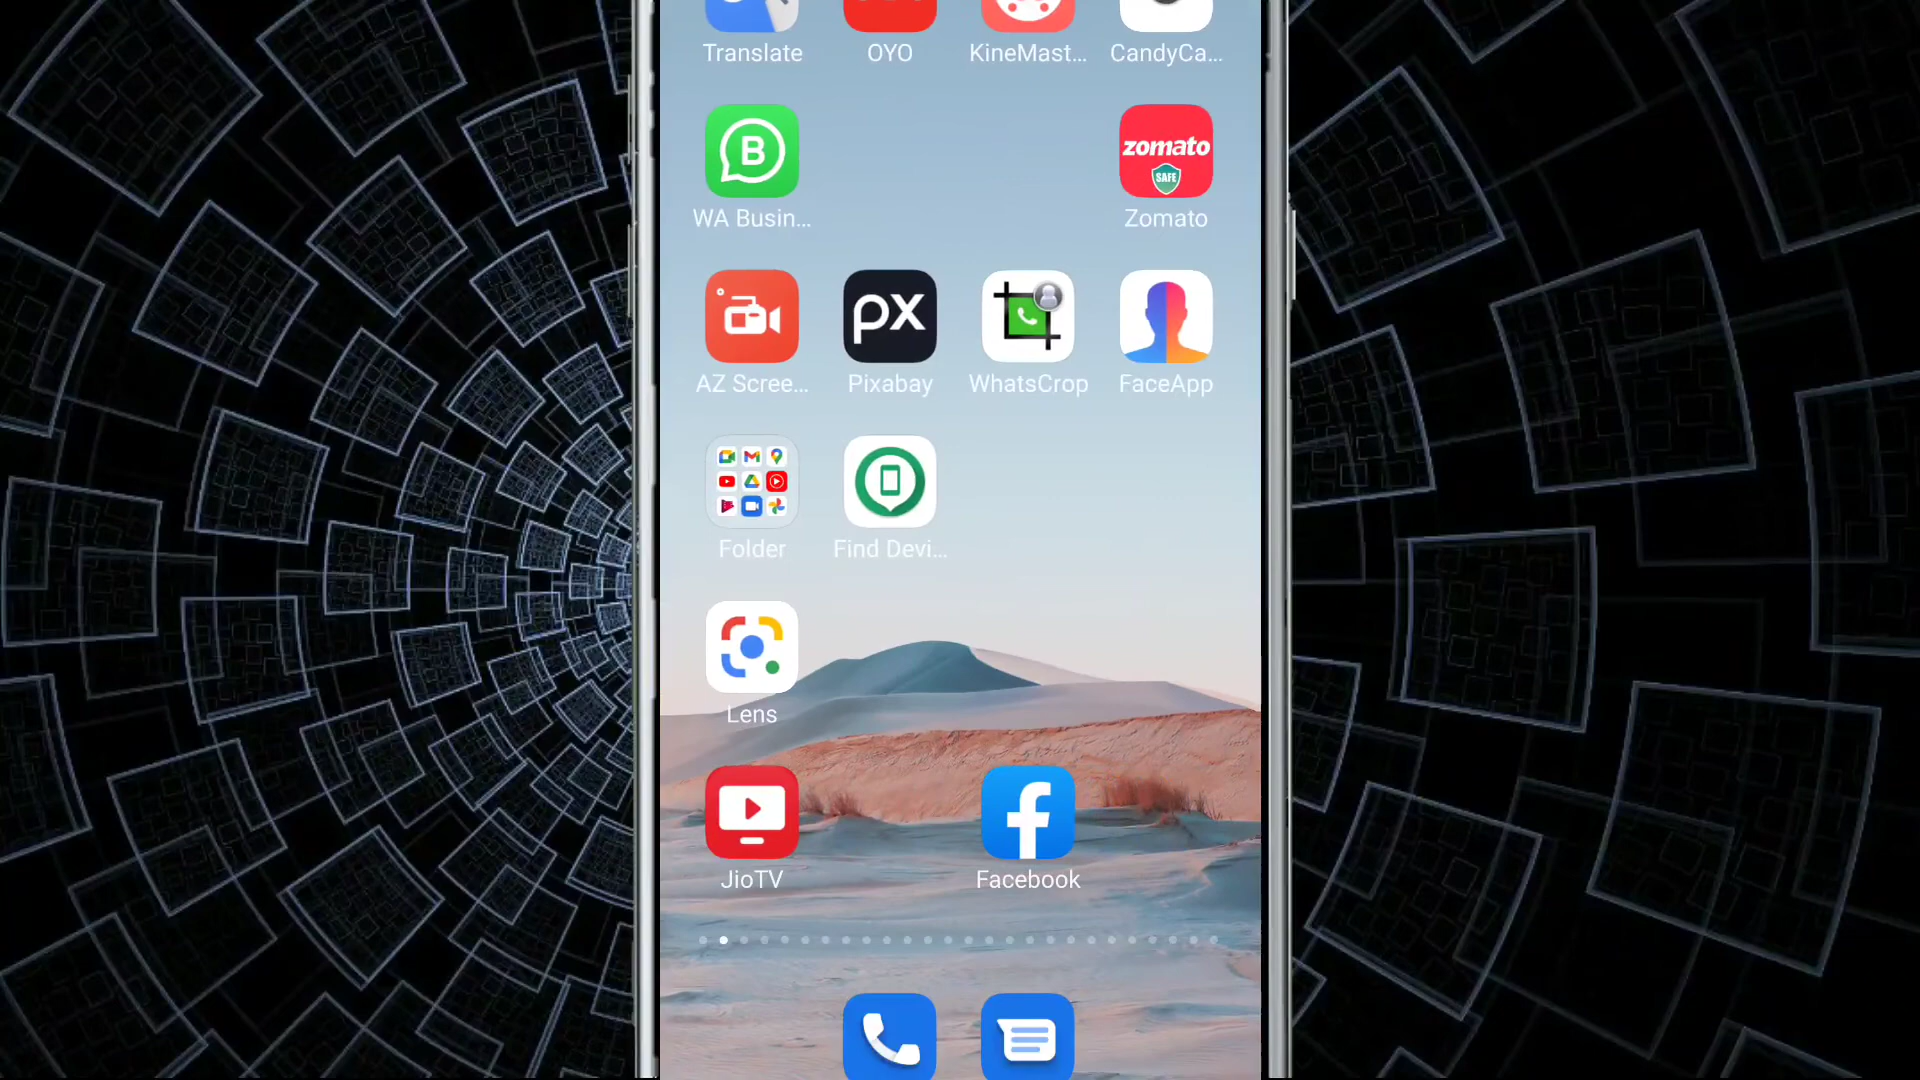 Translate OYO KineMast... CandyCa...
B zomato
SAFE
WA Busin... Zomato
px
AZ Scree... Pixabay WhatsCrop FaceApp
Folder Find Devi...
Lens
JioTV Facebook